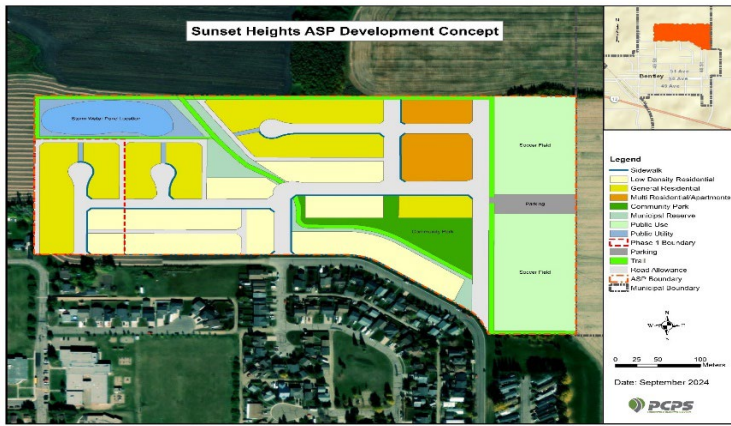 Sunset Heights ASP Development Concept
Storm Water Pond Location
Soccer Field
Parking
Community Park
Soccer Field
Bentley
Legend
Sidewalk
Low Density Residential
General Residential
Multi Residential/Apartments
Community Park
Municipal Reserve
Public Use
Public Utility
Phase 1 Boundary
Parking
Trail
Road Allowance
ASP Boundary
Municipal Boundary
N
W
E
S
0 25 50 100
Meters
Date: September 2024
PCPS